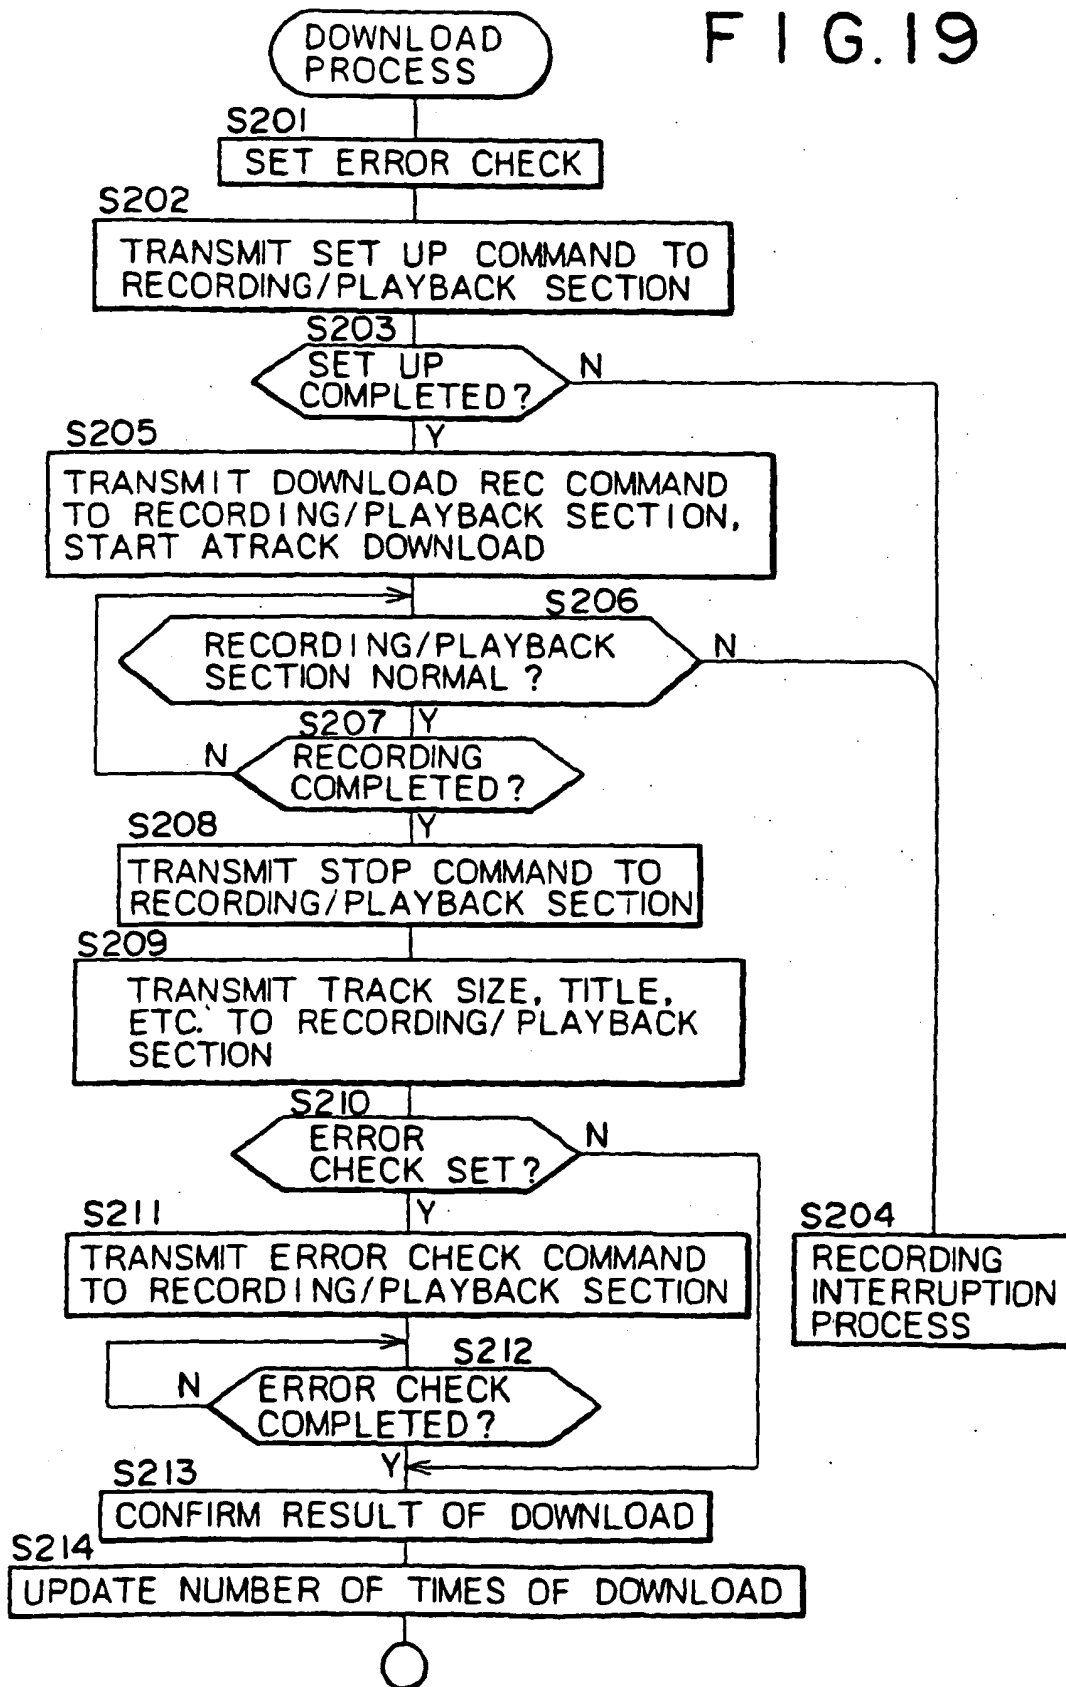 FIG.19
DOWNLOAD
PROCESS
S201
SET ERROR CHECK
S202
TRANSMIT SET UP COMMAND TO
RECORDING/PLAYBACK SECTION
S203
SET UP
COMPLETED?
N
Y
S205
TRANSMIT DOWNLOAD REC COMMAND
TO RECORDING/PLAYBACK SECTION,
START ATRACK DOWNLOAD
S206
RECORDING/PLAYBACK
SECTION NORMAL?
N
Y
S207
RECORDING
COMPLETED?
N
Y
S208
TRANSMIT STOP COMMAND TO
RECORDING/PLAYBACK SECTION
S209
TRANSMIT TRACK SIZE, TITLE,
ETC. TO RECORDING/PLAYBACK
SECTION
S210
ERROR
CHECK SET?
N
Y
S211
TRANSMIT ERROR CHECK COMMAND
TO RECORDING/PLAYBACK SECTION
S204
RECORDING
INTERRUPTION
PROCESS
S212
ERROR CHECK
COMPLETED?
N
Y
S213
CONFIRM RESULT OF DOWNLOAD
S214
UPDATE NUMBER OF TIMES OF DOWNLOAD